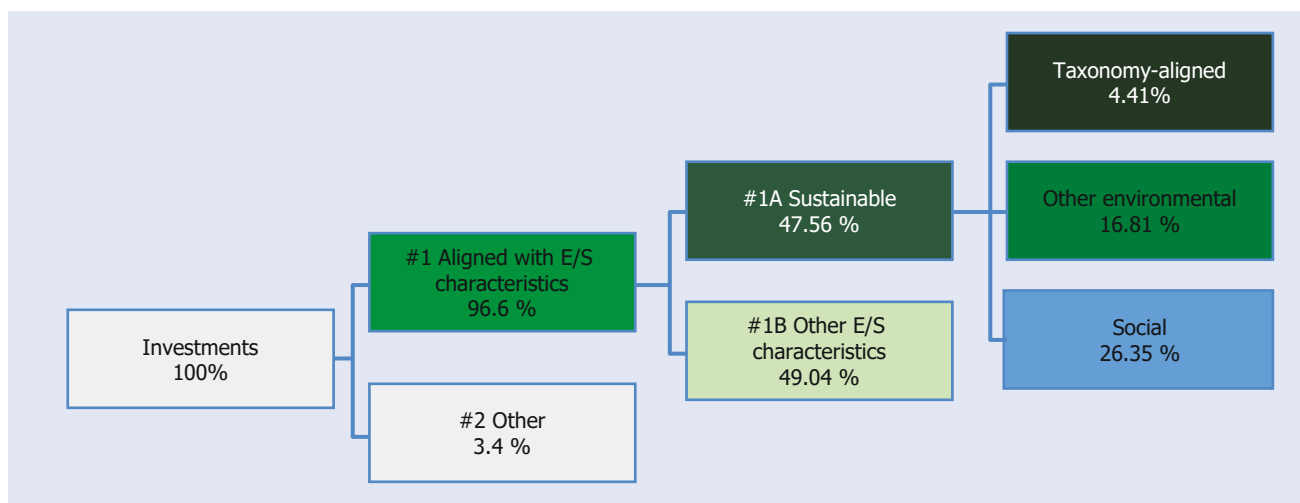 Investments
100%
#1 Aligned with E/S
characteristics
96.6 %
#2 Other
3.4 %
#1A Sustainable
47.56 %
#1B Other E/S
characteristics
49.04 %
Taxonomy-aligned
4.41%
Other environmental
16.81 %
Social
26.35 %